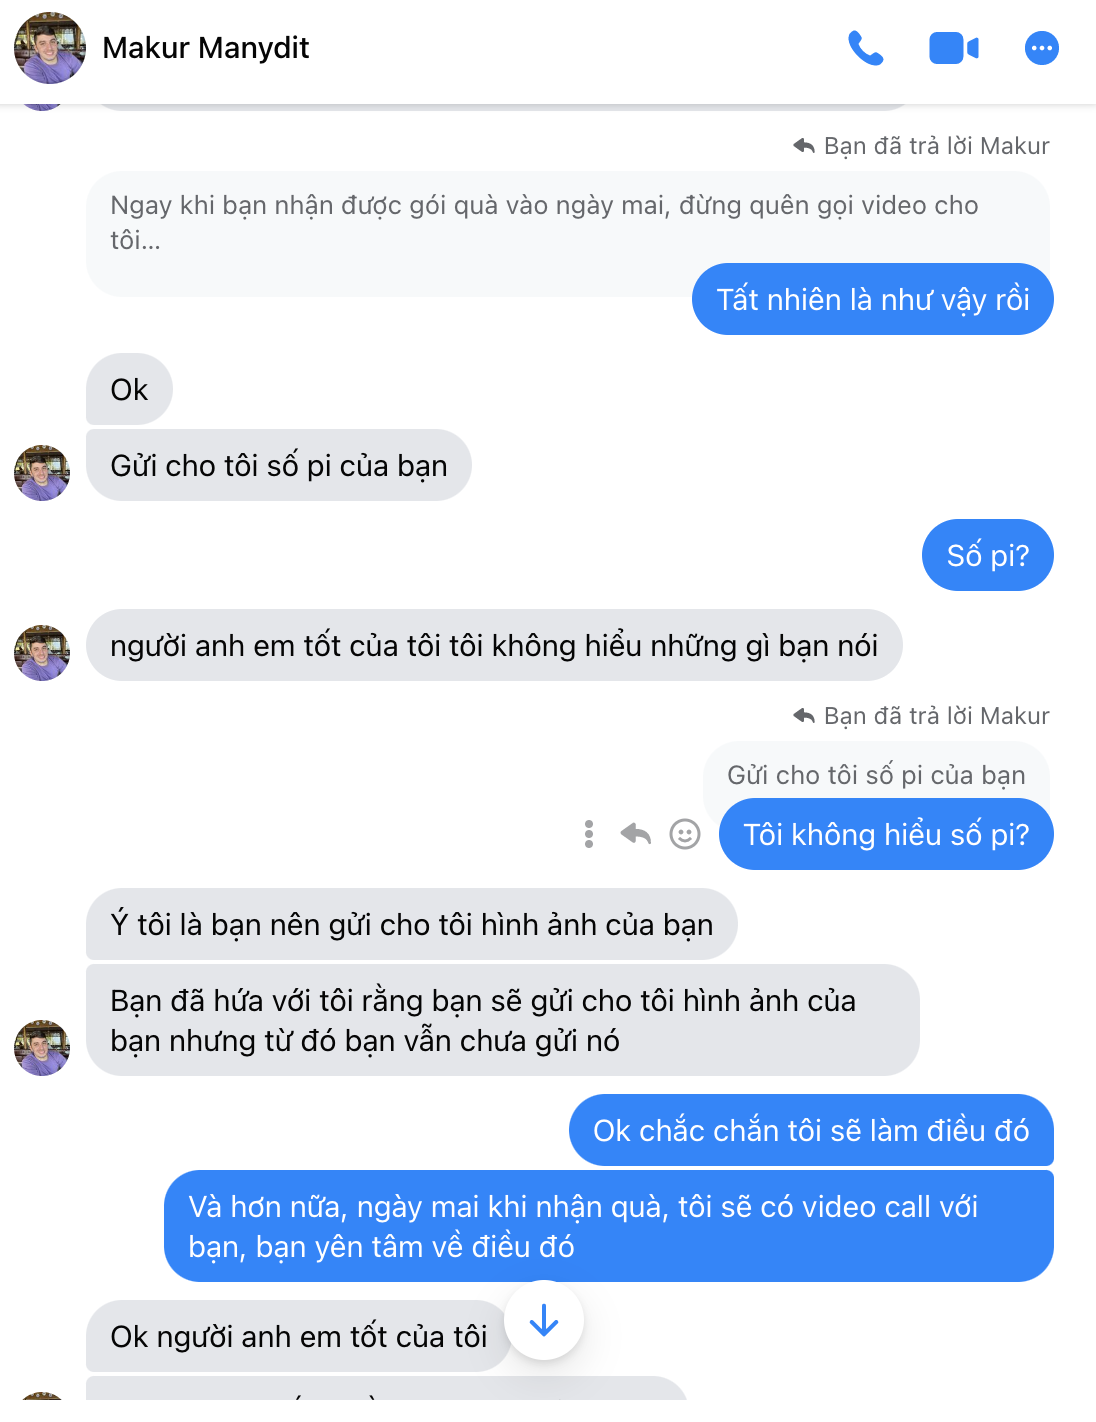 Makur Manydit
Bạn đã trả lời Makur
Ngay khi bạn nhận được gói quà vào ngày mai, đừng quên gọi video cho
tôi...
Tất nhiên là như vậy rồi
Ok
Gửi cho tôi số pi của bạn
Số pi?
người anh em tốt của tôi tôi không hiểu những gì bạn nói
Bạn đã trả lời Makur
Gửi cho tôi số pi của bạn
Tôi không hiểu số pi?
Ý tôi là bạn nên gửi cho tôi hình ảnh của bạn
Bạn đã hứa với tôi rằng bạn sẽ gửi cho tôi hình ảnh của
bạn nhưng từ đó bạn vẫn chưa gửi nó
Ok chắc chắn tôi sẽ làm điều đó
Và hơn nữa, ngày mai khi nhận quà, tôi sẽ có video call với
bạn, bạn yên tâm về điều đó
Ok người anh em tốt của tôi